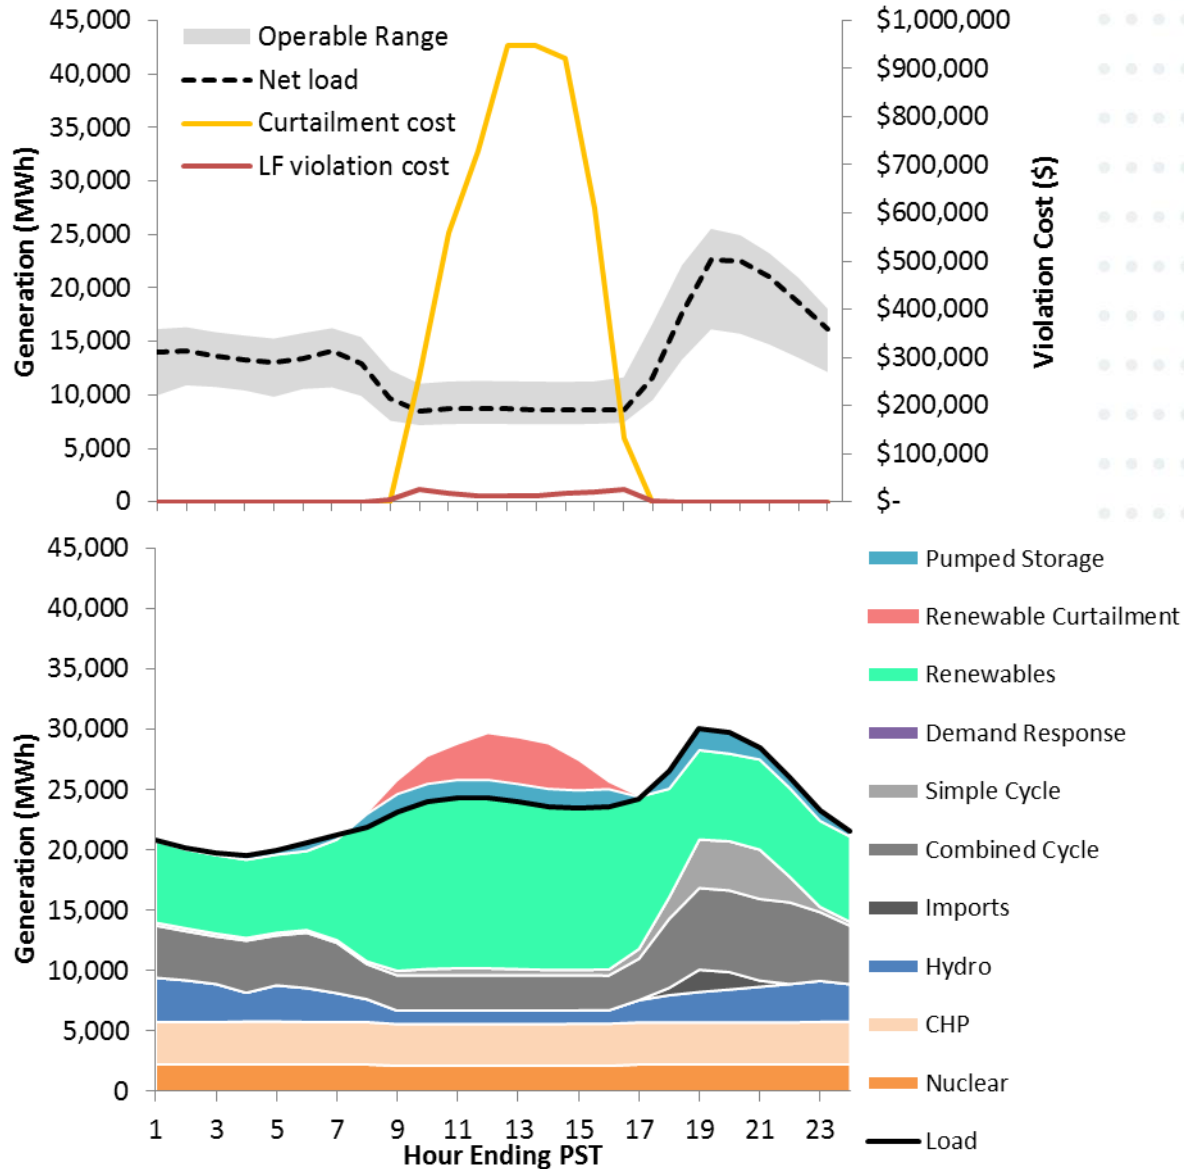 45,000
40,000
35,000
30,000
25,000
20,000
15,000
10,000
5,000
0
Generation (MWh)
Operable Range
Net load
Curtailment cost
LF violation cost
$1,000,000
$900,000
$800,000
$700,000
$600,000
$500,000
$400,000
$300,000
$200,000
$100,000
$-
Violation Cost ($)
45,000
40,000
35,000
30,000
25,000
20,000
15,000
10,000
5,000
0
Generation (MWh)
1 3 5 7 9 11 13 15 17 19 21 23
Hour Ending PST
Pumped Storage
Renewable Curtailment
Renewables
Demand Response
Simple Cycle
Combined Cycle
Imports
Hydro
CHP
Nuclear
Load